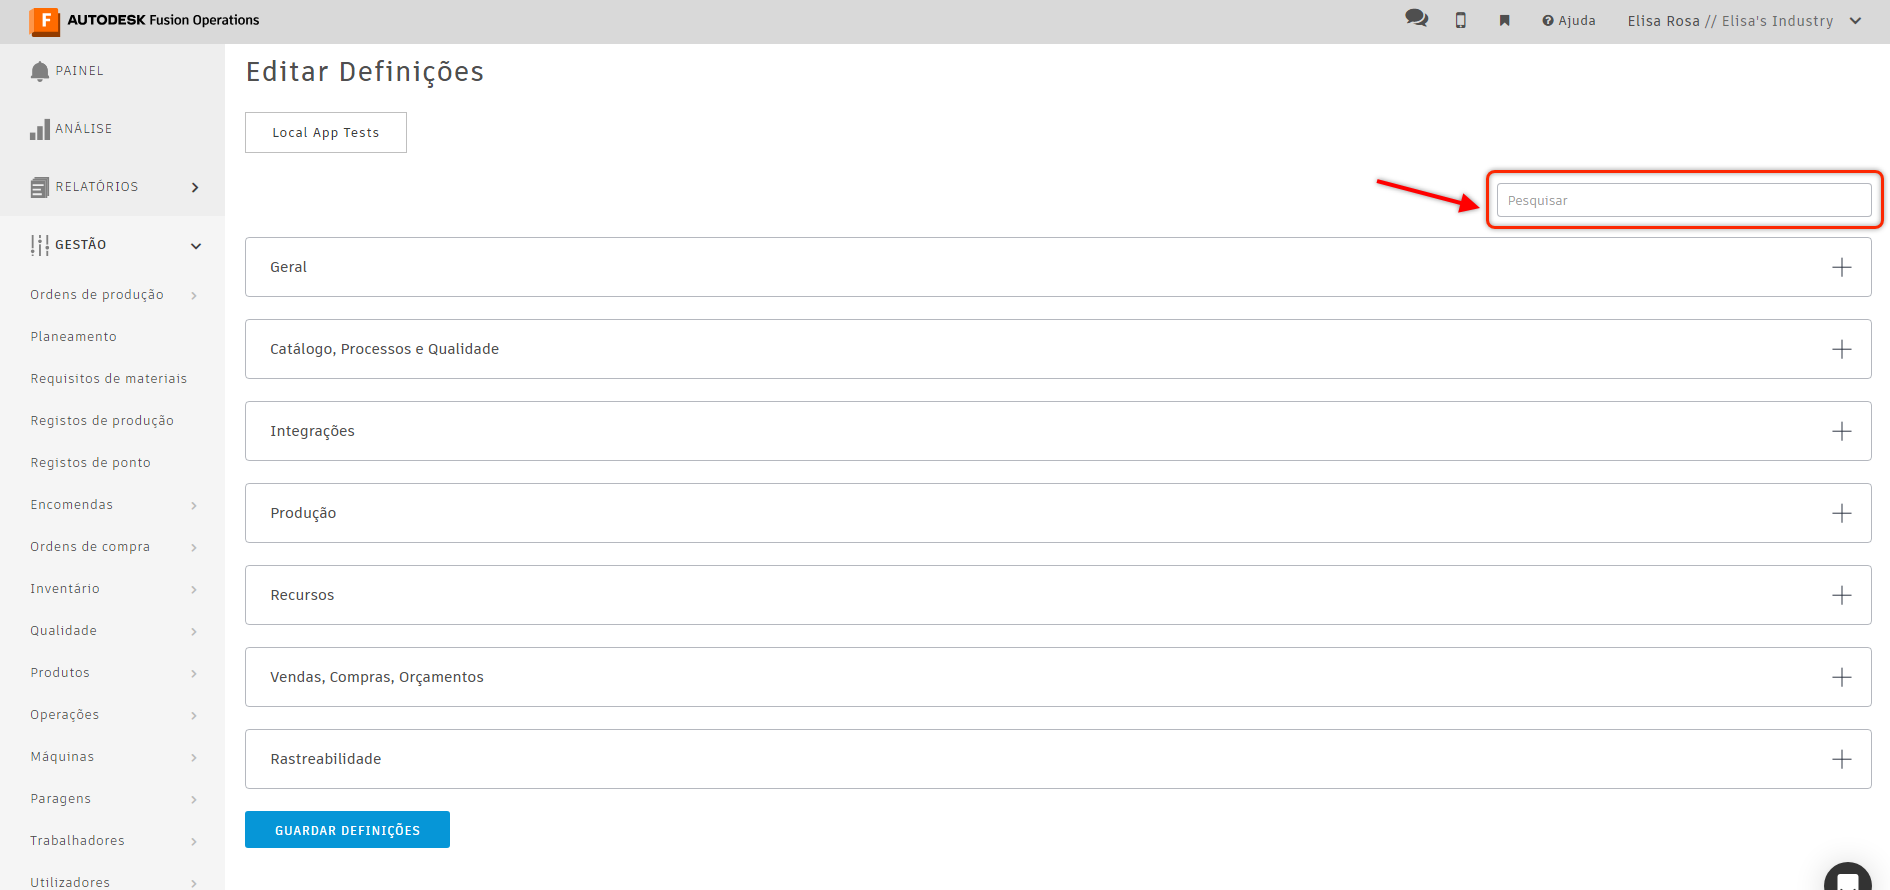 AUTODESK Fusion Operations
Ajuda
Elisa Rosa // Elisa's Industry
PAINEL
ANÁLISE
RELATÓRIOS
GESTÃO
Ordens de produção
Planeamento
Requisitos de materiais
Registos de produção
Registos de ponto
Encomendas
Ordens de compra
Inventário
Qualidade
Produtos
Operações
Máquinas
Paragens
Trabalhadores
Utilizadores
Editar Definições
Local App Tests
Pesquisar
Geral
Catálogo, Processos e Qualidade
Integrações
Produção
Recursos
Vendas, Compras, Orçamentos
Rastreabilidade
GUARDAR DEFINIÇÕES